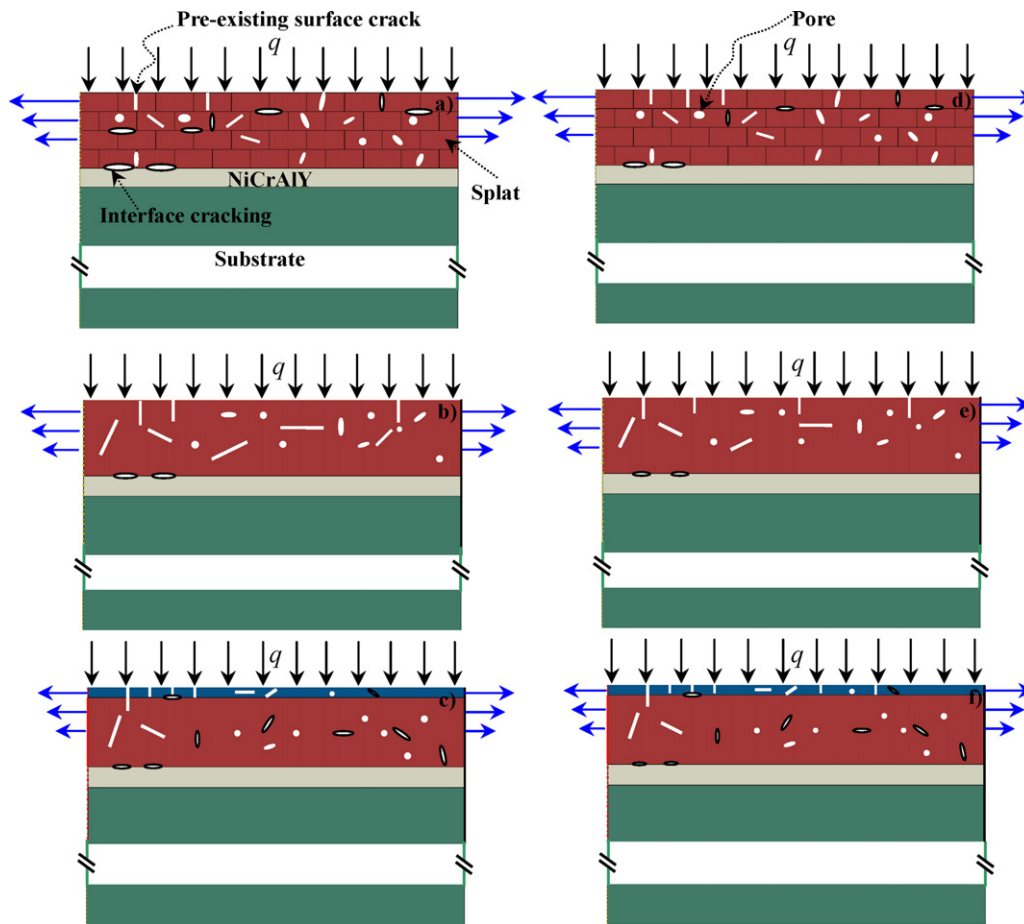 Pre-existing surface crack
q
a)
NiCrAlY
Splat
Interface cracking
Substrate
Pore
q
d)
q
b)
q
e)
q
c)
q
f)